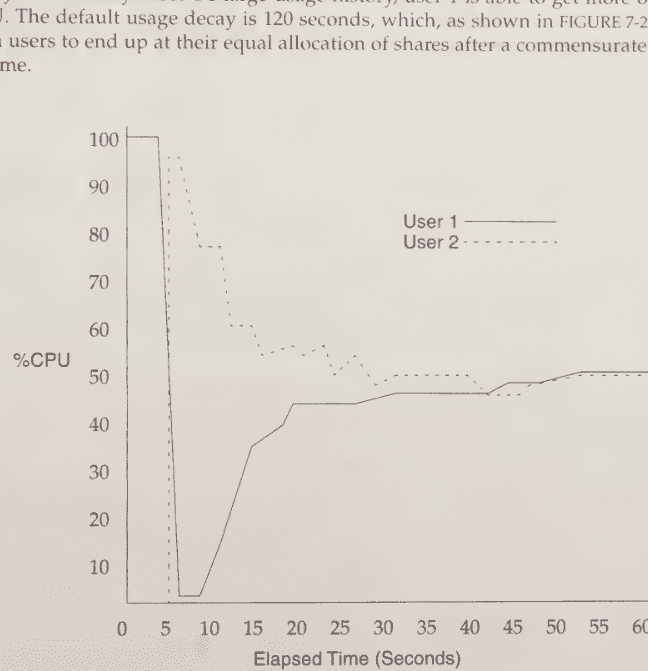 . The default usage decay is 120 seconds, which, as shown in FIGURE 7-2
users to end up at their equal allocation of shares after a commensurate
me.
100
90
80
70
60
%CPU
50
40
30
20
10
User 1
User 2
0 5 10 15 20 25 30 35 40 45 50 55 60
Elapsed Time (Seconds)